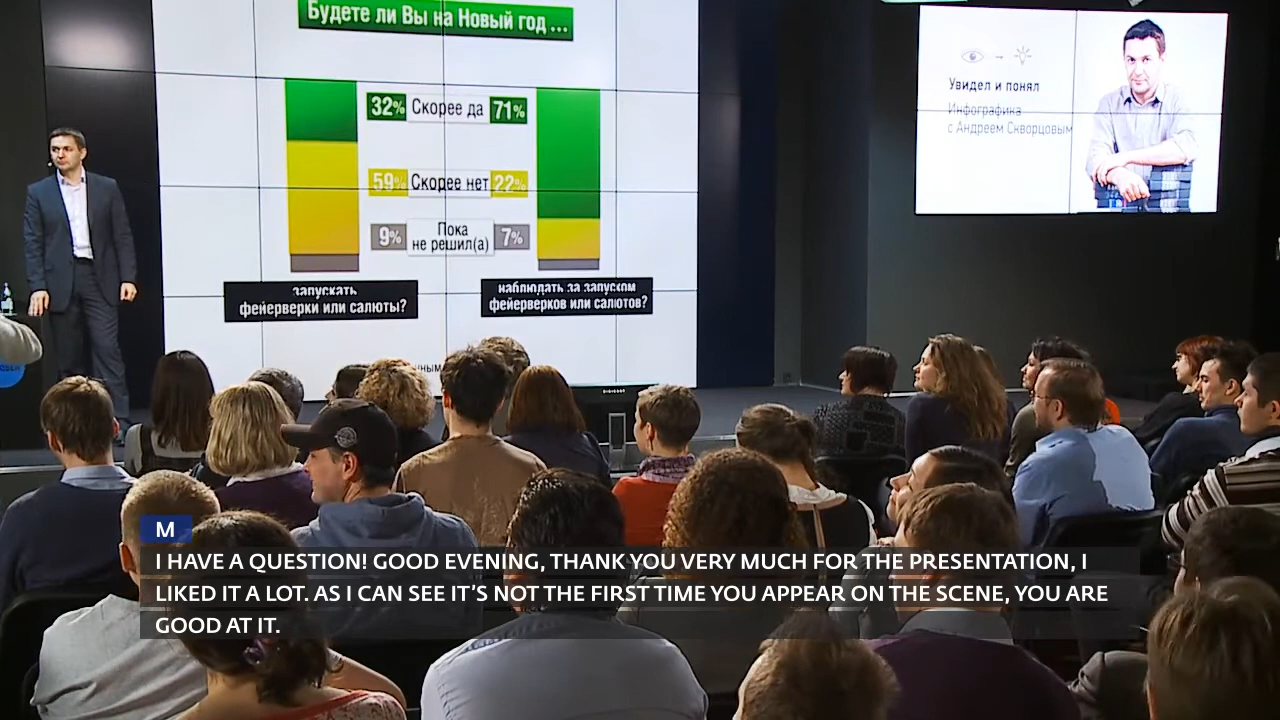 Будете ли Вы на Новый год ...
32% Скорее да 71%
59% Скорее нет 22%
9% Пока не решил(а) 7%
запускать
фейерверки или салюты?
наблюдать за запуском
фейерверков или салютов?
Увидел и понял
Инфографика
с Андреем Скворцовым
M
I HAVE A QUESTION! GOOD EVENING, THANK YOU VERY MUCH FOR THE PRESENTATION, I
LIKED IT A LOT. AS I CAN SEE IT'S NOT THE FIRST TIME YOU APPEAR ON THE SCENE, YOU ARE
GOOD AT IT.